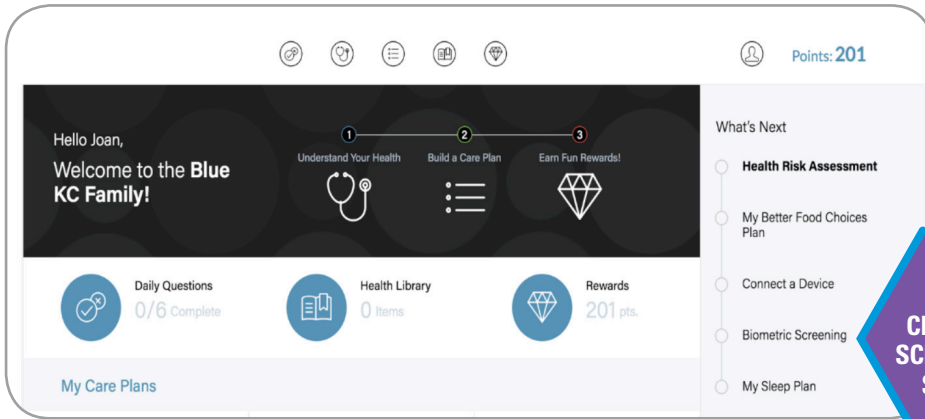 Points: 201
Hello Joan,
Welcome to the Blue
KC Family!
1
2
3
Understand Your Health
Build a Care Plan
Earn Fun Rewards!
Daily Questions
0/6 Complete
Health Library
0 Items
Rewards
201 pts.
My Care Plans
What's Next
Health Risk Assessment
My Better Food Choices
Plan
Connect a Device
Biometric Screening
My Sleep Plan